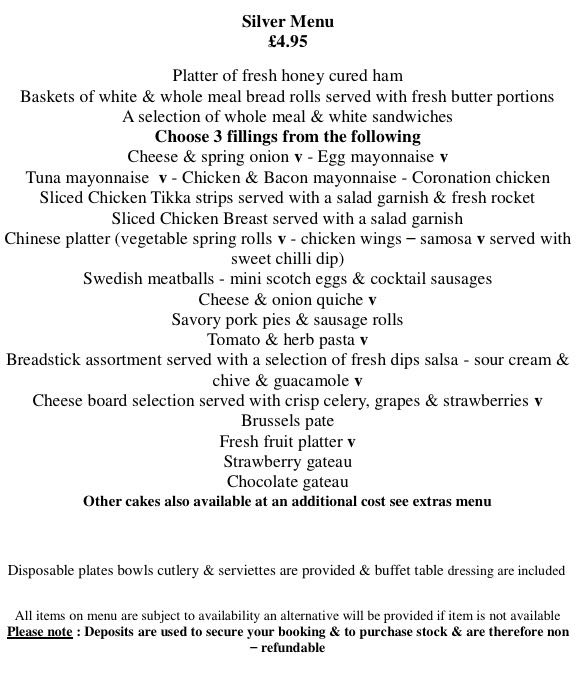 Silver Menu
£4.95
Platter of fresh honey cured ham
Baskets of white & whole meal bread rolls served with fresh butter portions
A selection of whole meal & white sandwiches
Choose 3 fillings from the following
Cheese & spring onion v - Egg mayonnaise v
Tuna mayonnaise  v - Chicken & Bacon mayonnaise - Coronation chicken
Sliced Chicken Tikka strips served with a salad garnish & fresh rocket
Sliced Chicken Breast served with a salad garnish
Chinese platter (vegetable spring rolls v - chicken wings – samosa v served with
sweet chilli dip)
Swedish meatballs - mini scotch eggs & cocktail sausages
Cheese & onion quiche v
Savory pork pies & sausage rolls
Tomato & herb pasta v
Breadstick assortment served with a selection of fresh dips salsa - sour cream &
chive & guacamole v
Cheese board selection served with crisp celery, grapes & strawberries v
Brussels pate
Fresh fruit platter v
Strawberry gateau
Chocolate gateau
Other cakes also available at an additional cost see extras menu
Disposable plates bowls cutlery & serviettes are provided & buffet table dressing are included
All items on menu are subject to availability an alternative will be provided if item is not available
Please note : Deposits are used to secure your booking & to purchase stock & are therefore non
– refundable